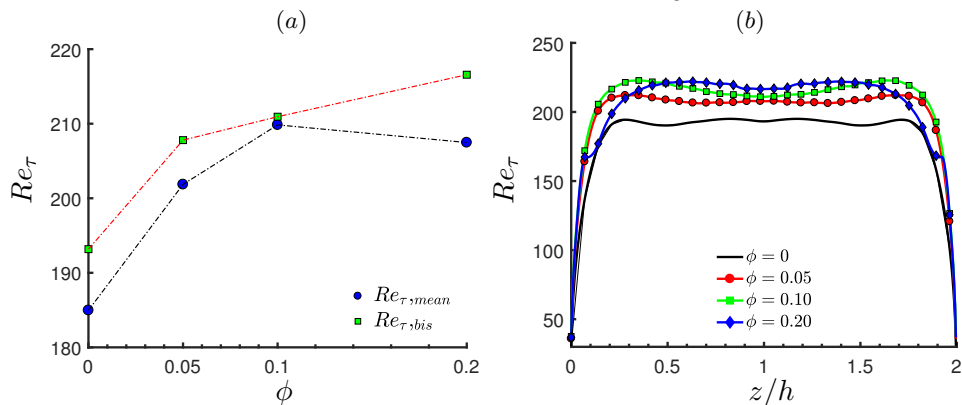 (a)
220
210
200
190
180
Re_τ
0 0.05 0.1 0.2
ϕ
Re_τ,mean
Re_τ,bis
(b)
250
200
150
100
50
Re_τ
0 0.5 1 1.5 2
z/h
ϕ = 0
ϕ = 0.05
ϕ = 0.10
ϕ = 0.20